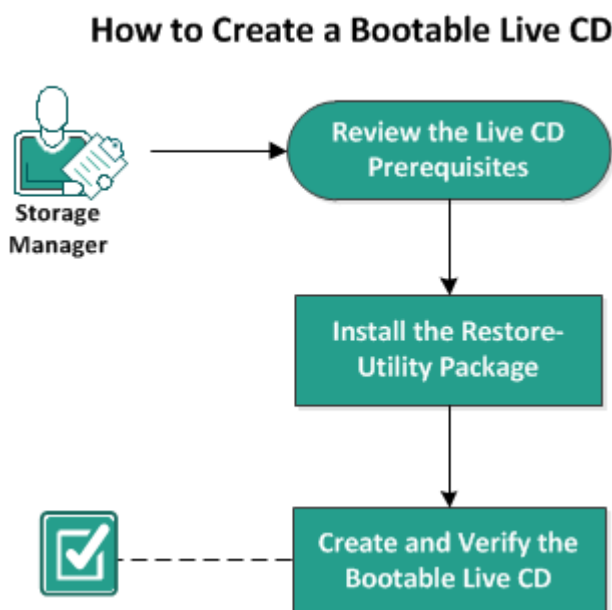 How to Create a Bootable Live CD
Review the Live CD
Prerequisites
Storage
Manager
Install the Restore-
Utility Package
Create and Verify the
Bootable Live CD